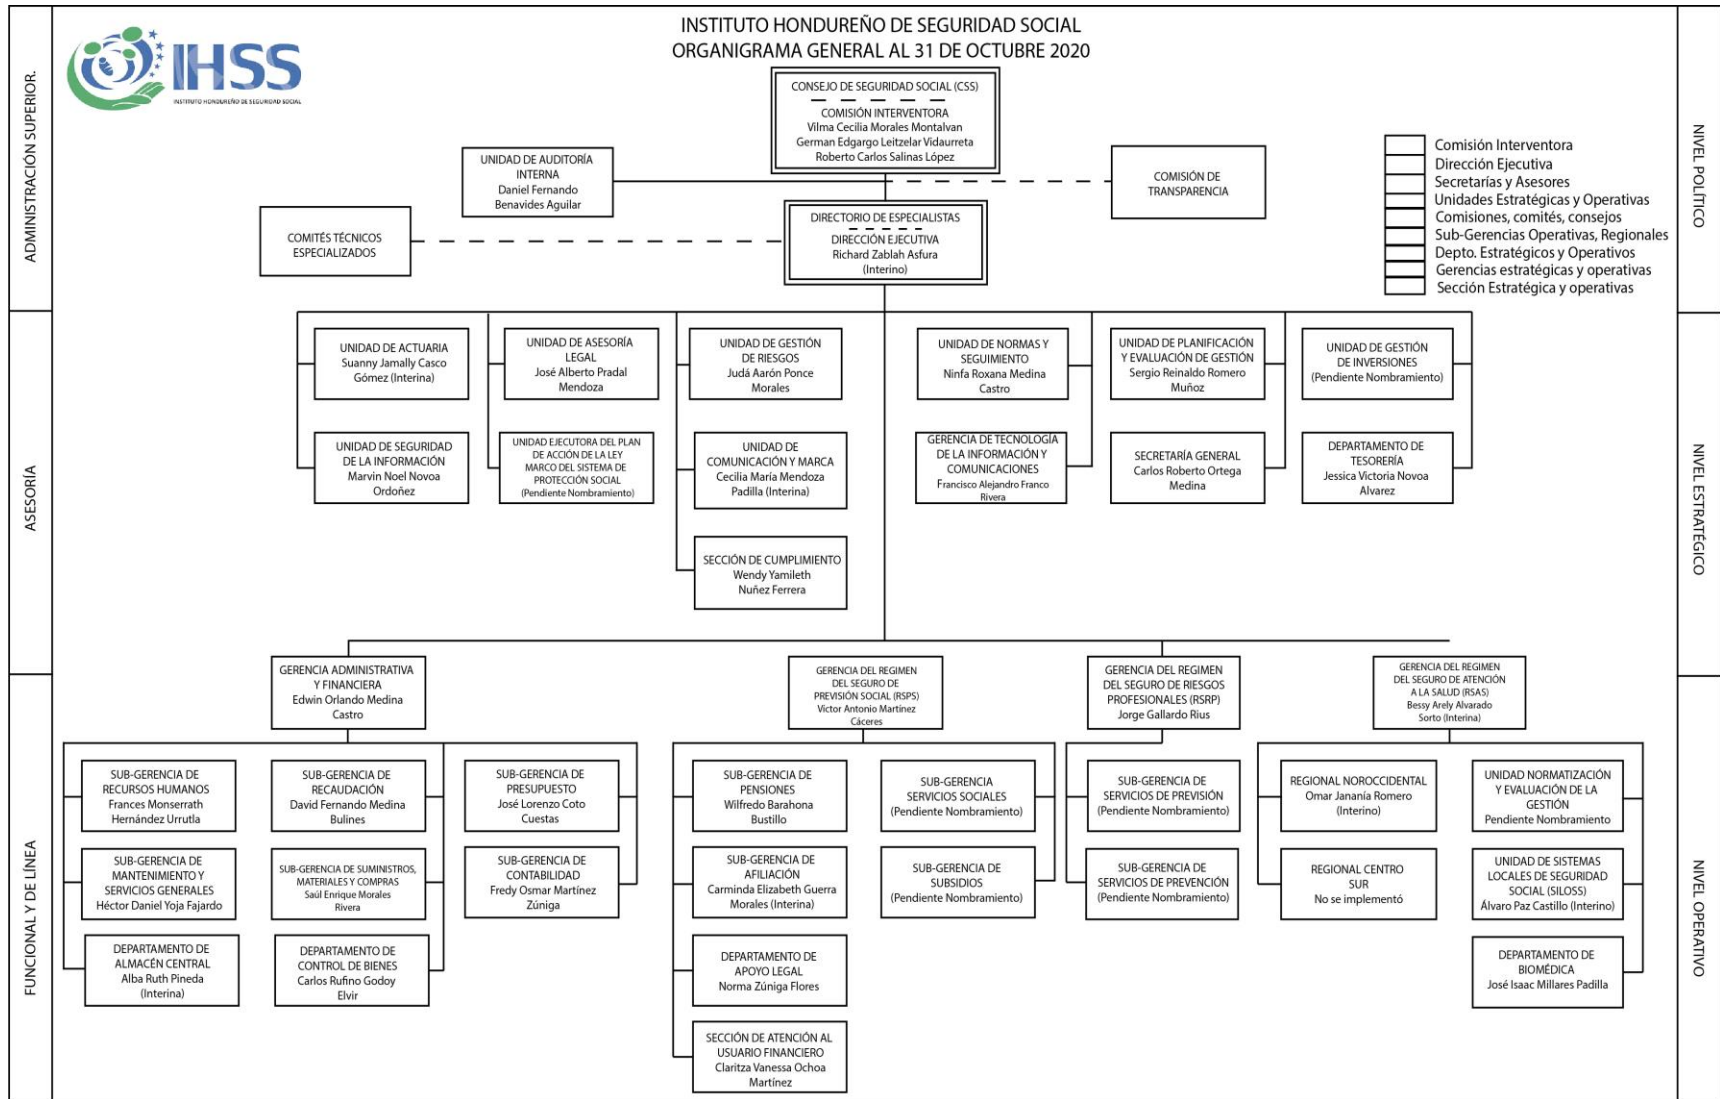 INSTITUTO HONDUREÑO DE SEGURIDAD SOCIAL
ORGANIGRAMA GENERAL AL 31 DE OCTUBRE 2020
IHSS
INSTITUTO HONDUREÑO DE SEGURIDAD SOCIAL
ADMINISTRACIÓN SUPERIOR.
NIVEL POLÍTICO
CONSEJO DE SEGURIDAD SOCIAL (CSS)
COMISIÓN INTERVENTORA
Vilma Cecilia Morales Montalvan
German Edgargo Leitzelar Vidaurreta
Roberto Carlos Salinas López
UNIDAD DE AUDITORÍA
INTERNA
Daniel Fernando
Benavides Aguilar
COMISIÓN DE
TRANSPARENCIA
COMITÉS TÉCNICOS
ESPECIALIZADOS
DIRECTORIO DE ESPECIALISTAS
DIRECCIÓN EJECUTIVA
Richard Zablah Asfura
(Interino)
Comisión Interventora
Dirección Ejecutiva
Secretarías y Asesores
Unidades Estratégicas y Operativas
Comisiones, comités, consejos
Sub-Gerencias Operativas, Regionales
Depto. Estratégicos y Operativos
Gerencias estratégicas y operativas
Sección Estratégica y operativas
ASESORÍA
NIVEL ESTRATÉGICO
UNIDAD DE ACTUARIA
Suanny Jamally Casco
Gómez (Interina)
UNIDAD DE ASESORÍA
LEGAL
José Alberto Pradal
Mendoza
UNIDAD DE GESTIÓN
DE RIESGOS
Judá Aarón Ponce
Morales
UNIDAD DE NORMAS Y
SEGUIMIENTO
Ninfa Roxana Medina
Castro
UNIDAD DE PLANIFICACIÓN
Y EVALUACIÓN DE GESTIÓN
Sergio Reinaldo Romero
Muñoz
UNIDAD DE GESTIÓN
DE INVERSIONES
(Pendiente Nombramiento)
UNIDAD DE SEGURIDAD
DE LA INFORMACIÓN
Marvin Noel Novoa
Ordoñez
UNIDAD EJECUTORA DEL PLAN
DE ACCIÓN DE LA LEY
MARCO DEL SISTEMA DE
PROTECCIÓN SOCIAL
(Pendiente Nombramiento)
UNIDAD DE
COMUNICACIÓN Y MARCA
Cecilia María Mendoza
Padilla (Interina)
GERENCIA DE TECNOLOGÍA
DE LA INFORMACIÓN Y
COMUNICACIONES
Francisco Alejandro Franco
Rivera
SECRETARÍA GENERAL
Carlos Roberto Ortega
Medina
DEPARTAMENTO DE
TESORERÍA
Jessica Victoria Novoa
Alvarez
SECCIÓN DE CUMPLIMIENTO
Wendy Yamileth
Nuñez Ferrera
FUNCIONAL Y DE LÍNEA
NIVEL OPERATIVO
GERENCIA ADMINISTRATIVA
Y FINANCIERA
Edwin Orlando Medina
Castro
GERENCIA DEL REGIMEN
DEL SEGURO DE
PREVISIÓN SOCIAL (RSPS)
Victor Antonio Martínez
Cáceres
GERENCIA DEL REGIMEN
DEL SEGURO DE RIESGOS
PROFESIONALES (RSRP)
Jorge Gallardo Rius
GERENCIA DEL REGIMEN
DEL SEGURO DE ATENCIÓN
A LA SALUD (RSAS)
Bessy Arely Alvarado
Sorto (Interina)
SUB-GERENCIA DE
RECURSOS HUMANOS
Frances Monserrath
Hernández Urrutla
SUB-GERENCIA DE
RECAUDACIÓN
David Fernando Medina
Bulines
SUB-GERENCIA DE
PRESUPUESTO
José Lorenzo Coto
Cuestas
SUB-GERENCIA DE
PENSIONES
Wilfredo Barahona
Bustillo
SUB-GERENCIA
SERVICIOS SOCIALES
(Pendiente Nombramiento)
SUB-GERENCIA DE
SERVICIOS DE PREVISIÓN
(Pendiente Nombramiento)
REGIONAL NOROCCIDENTAL
Omar Jananía Romero
(Interino)
UNIDAD NORMATIZACIÓN
Y EVALUACIÓN DE LA
GESTIÓN
Pendiente Nombramiento
SUB-GERENCIA DE
MANTENIMIENTO Y
SERVICIOS GENERALES
Héctor Daniel Yoja Fajardo
SUB-GERENCIA DE SUMINISTROS,
MATERIALES Y COMPRAS
Saúl Enrique Morales
Rivera
SUB-GERENCIA DE
CONTABILIDAD
Fredy Osmar Martínez
Zúniga
SUB-GERENCIA DE
AFILIACIÓN
Carminda Elizabeth Guerra
Morales (Interina)
SUB-GERENCIA DE
SUBSIDIOS
(Pendiente Nombramiento)
SUB-GERENCIA DE
SERVICIOS DE PREVENCIÓN
(Pendiente Nombramiento)
REGIONAL CENTRO
SUR
No se implementó
UNIDAD DE SISTEMAS
LOCALES DE SEGURIDAD
SOCIAL (SILOSS)
Álvaro Paz Castillo (Interino)
DEPARTAMENTO DE
ALMACÉN CENTRAL
Alba Ruth Pineda
(Interina)
DEPARTAMENTO DE
CONTROL DE BIENES
Carlos Rufino Godoy
Elvir
DEPARTAMENTO DE
APOYO LEGAL
Norma Zúniga Flores
DEPARTAMENTO DE
BIOMÉDICA
José Isaac Millares Padilla
SECCIÓN DE ATENCIÓN AL
USUARIO FINANCIERO
Claritza Vanessa Ochoa
Martínez